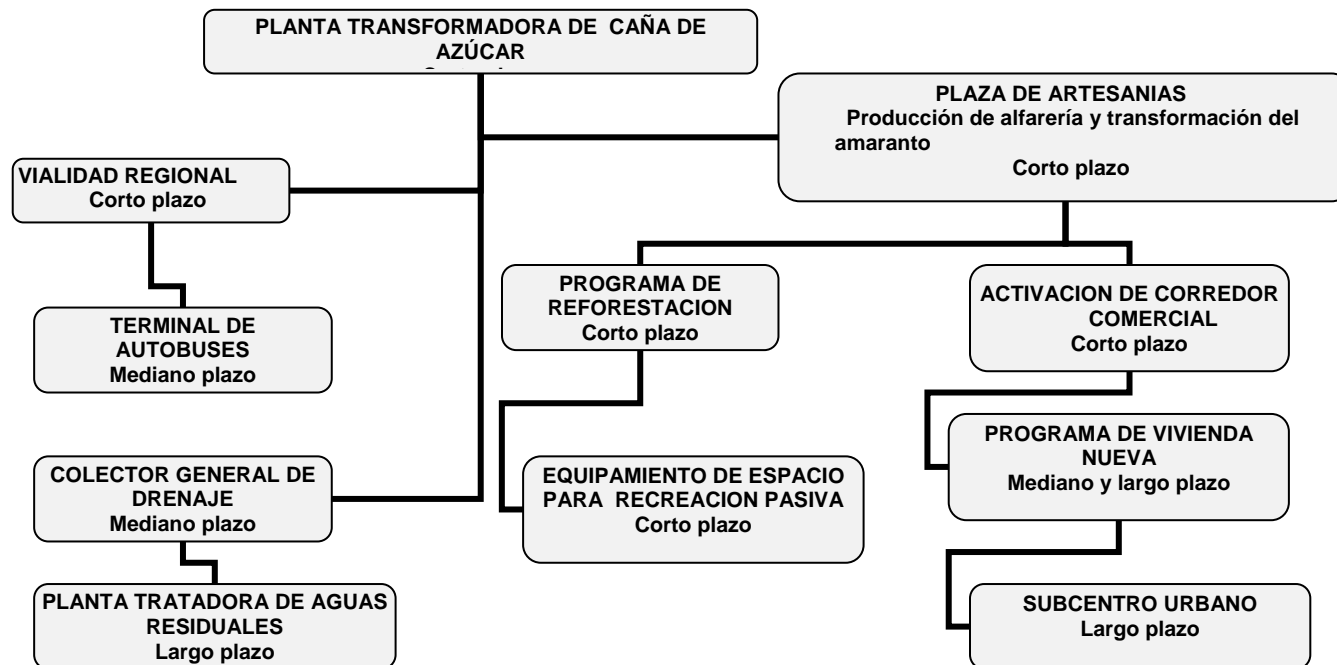 PLANTA TRANSFORMADORA DE CAÑA DE
AZÚCAR
PLAZA DE ARTESANIAS
Producción de alfarería y transformación del
amaranto
Corto plazo
VIALIDAD REGIONAL
Corto plazo
PROGRAMA DE
REFORESTACION
Corto plazo
ACTIVACION DE CORREDOR
COMERCIAL
Corto plazo
TERMINAL DE
AUTOBUSES
Mediano plazo
PROGRAMA DE VIVIENDA
NUEVA
Mediano y largo plazo
COLECTOR GENERAL DE
DRENAJE
Mediano plazo
EQUIPAMIENTO DE ESPACIO
PARA RECREACION PASIVA
Corto plazo
PLANTA TRATADORA DE AGUAS
RESIDUALES
Largo plazo
SUBCENTRO URBANO
Largo plazo